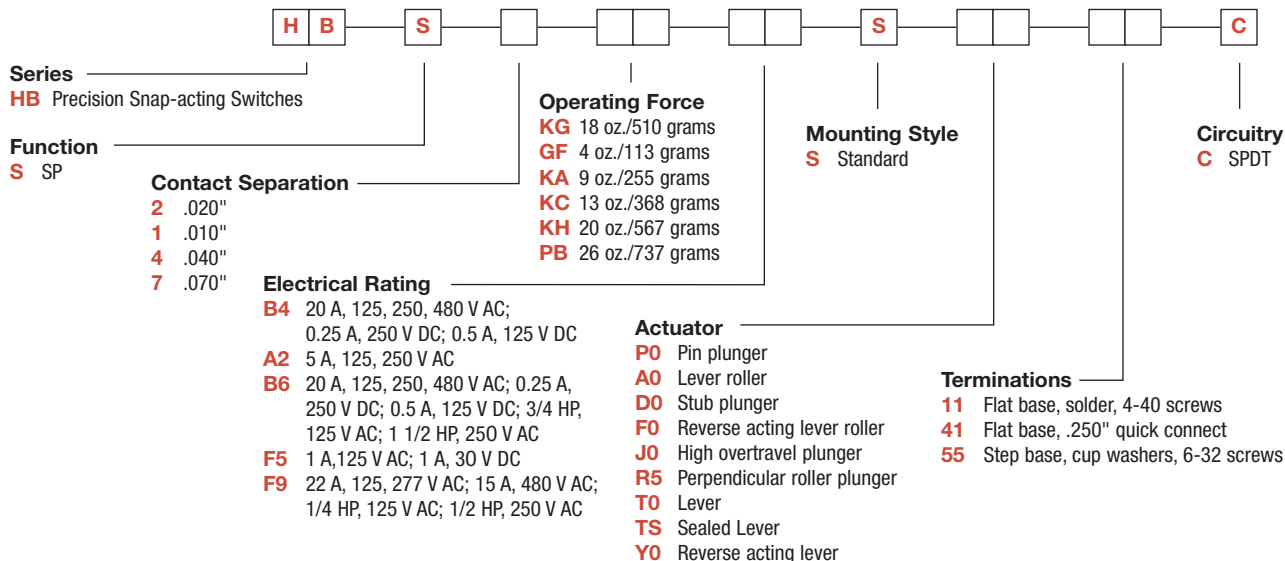 H B S S C
Series
HB Precision Snap-acting Switches
Function
S SP
Contact Separation
2 .020"
1 .010"
4 .040"
7 .070"
Operating Force
KG 18 oz./510 grams
GF 4 oz./113 grams
KA 9 oz./255 grams
KC 13 oz./368 grams
KH 20 oz./567 grams
PB 26 oz./737 grams
Electrical Rating
B4 20 A, 125, 250, 480 V AC;
0.25 A, 250 V DC; 0.5 A, 125 V DC
A2 5 A, 125, 250 V AC
B6 20 A, 125, 250, 480 V AC; 0.25 A,
250 V DC; 0.5 A, 125 V DC; 3/4 HP,
125 V AC; 1 1/2 HP, 250 V AC
F5 1 A,125 V AC; 1 A, 30 V DC
F9 22 A, 125, 277 V AC; 15 A, 480 V AC;
1/4 HP, 125 V AC; 1/2 HP, 250 V AC
Mounting Style
S Standard
Actuator
P0 Pin plunger
A0 Lever roller
D0 Stub plunger
F0 Reverse acting lever roller
J0 High overtravel plunger
R5 Perpendicular roller plunger
T0 Lever
TS Sealed Lever
Y0 Reverse acting lever
Terminations
11 Flat base, solder, 4-40 screws
41 Flat base, .250" quick connect
55 Step base, cup washers, 6-32 screws
Circuitry
C SPDT